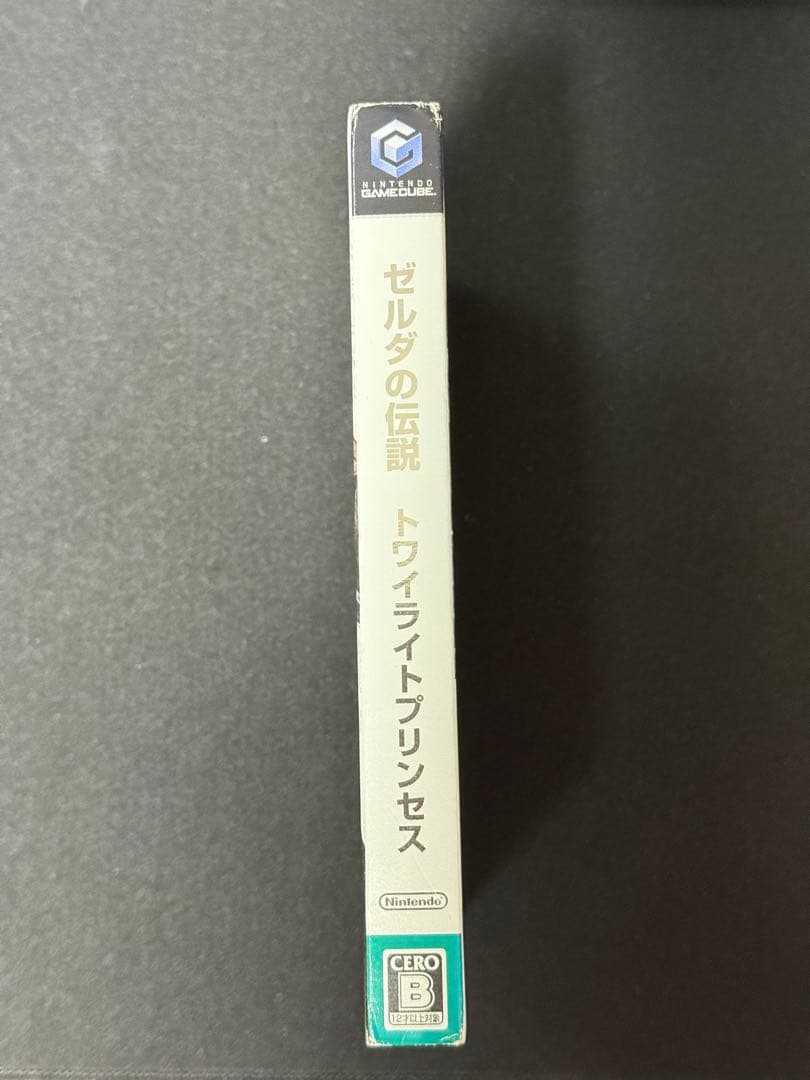 NINTENDO
GAMECUBE
ゼルダの伝説 トワイライトプリンセス
Nintendo
CERO
B
12才以上対象